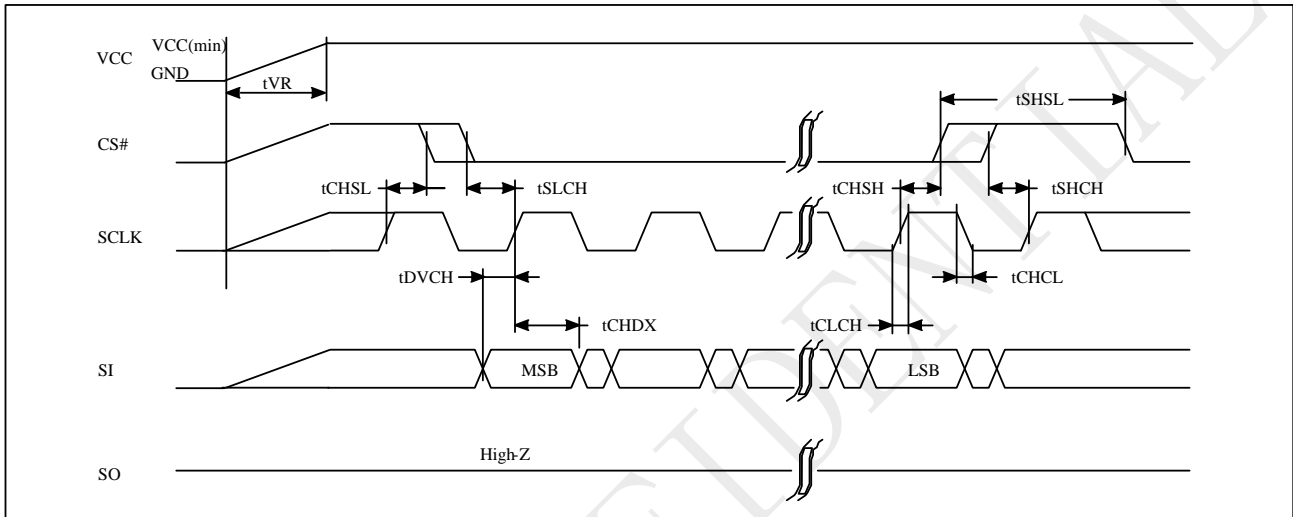 VCC
VCC(min)
GND
tVR
tSHSL
CS#
tCHSL
tSLCH
tCHSH
tSHCH
SCLK
tDVCH
tCHCL
tCHDX
tCLCH
SI
MSB
LSB
High-Z
SO